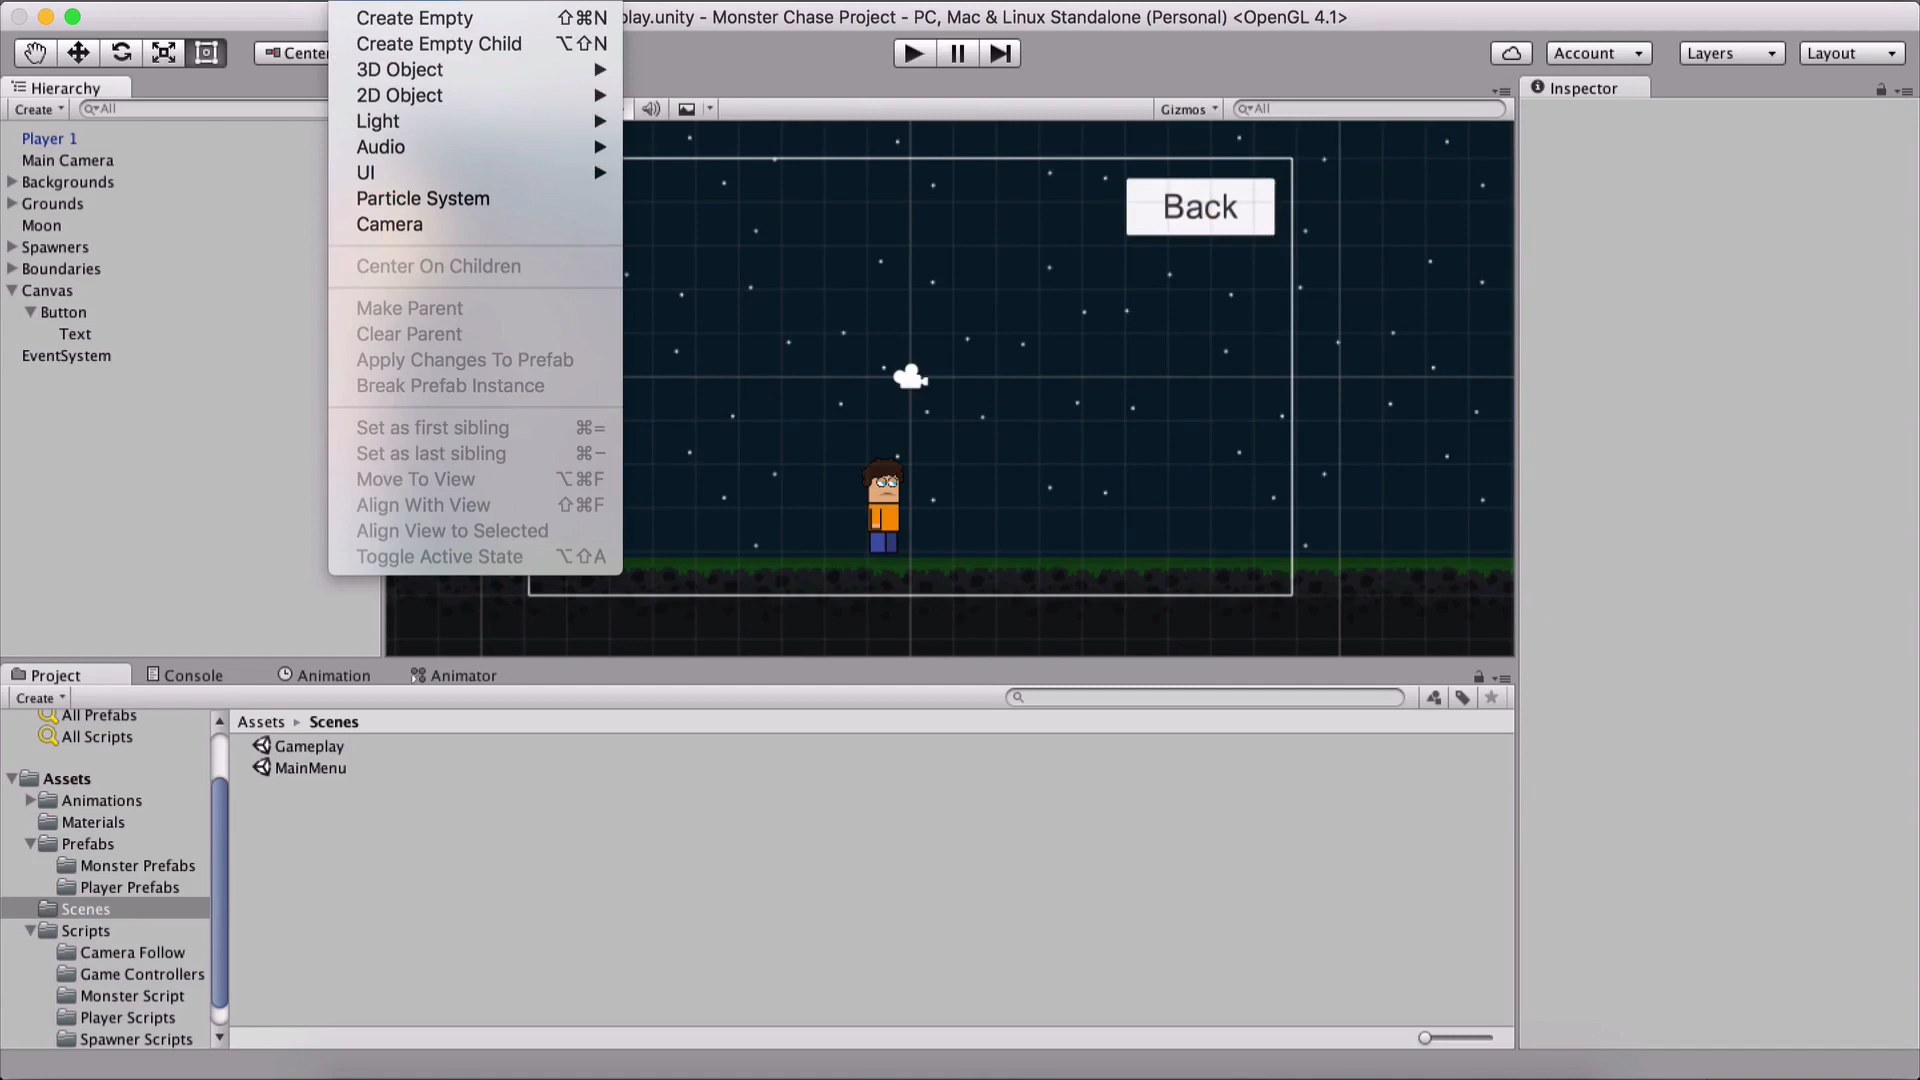 play.unity - Monster Chase Project - PC, Mac & Linux Standalone (Personal) <OpenGL 4.1>
Create Empty ⇧⌘N
Create Empty Child ⌥⇧N
3D Object
2D Object
Light
Audio
UI
Particle System
Camera
Center On Children
Make Parent
Clear Parent
Apply Changes To Prefab
Break Prefab Instance
Set as first sibling ⌘=
Set as last sibling ⌘-
Move To View ⌥⌘F
Align With View ⇧⌘F
Align View to Selected
Toggle Active State ⌥⇧A
Center
Account
Layers
Layout
Hierarchy
Create
All
Player 1
Main Camera
Backgrounds
Grounds
Moon
Spawners
Boundaries
Canvas
Button
Text
EventSystem
Gizmos
All
Back
Inspector
Project
Console
Animation
Animator
Create
All Prefabs
All Scripts
Assets
Animations
Materials
Prefabs
Monster Prefabs
Player Prefabs
Scenes
Scripts
Camera Follow
Game Controllers
Monster Script
Player Scripts
Spawner Scripts
Assets ▸ Scenes
Gameplay
MainMenu